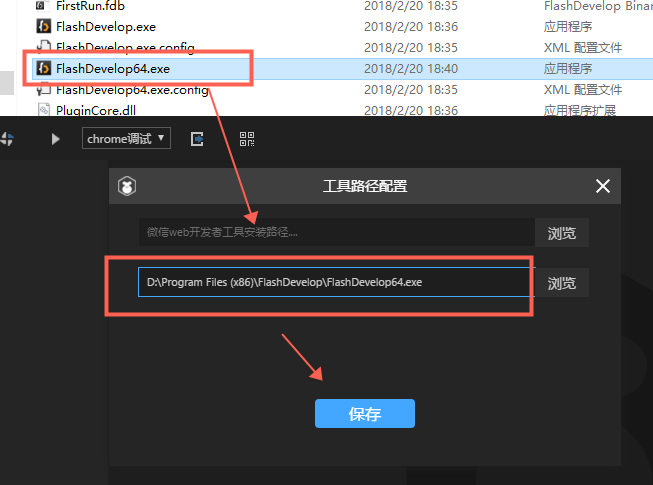 FirstRun.fdb 2018/2/20 18:35 FlashDevelop Binar
FlashDevelop.exe 2018/2/20 18:36 应用程序
FlashDevelop.exe.config 2018/2/20 18:35 XML 配置文件
FlashDevelop64.exe 2018/2/20 18:40 应用程序
FlashDevelop64.exe.config 2018/2/20 18:35 XML 配置文件
PluginCore.dll 2018/2/20 18:36 应用程序扩展
chrome调试
工具路径配置
微信web开发者工具安装路径.... 浏览
D:\Program Files (x86)\FlashDevelop\FlashDevelop64.exe 浏览
保存